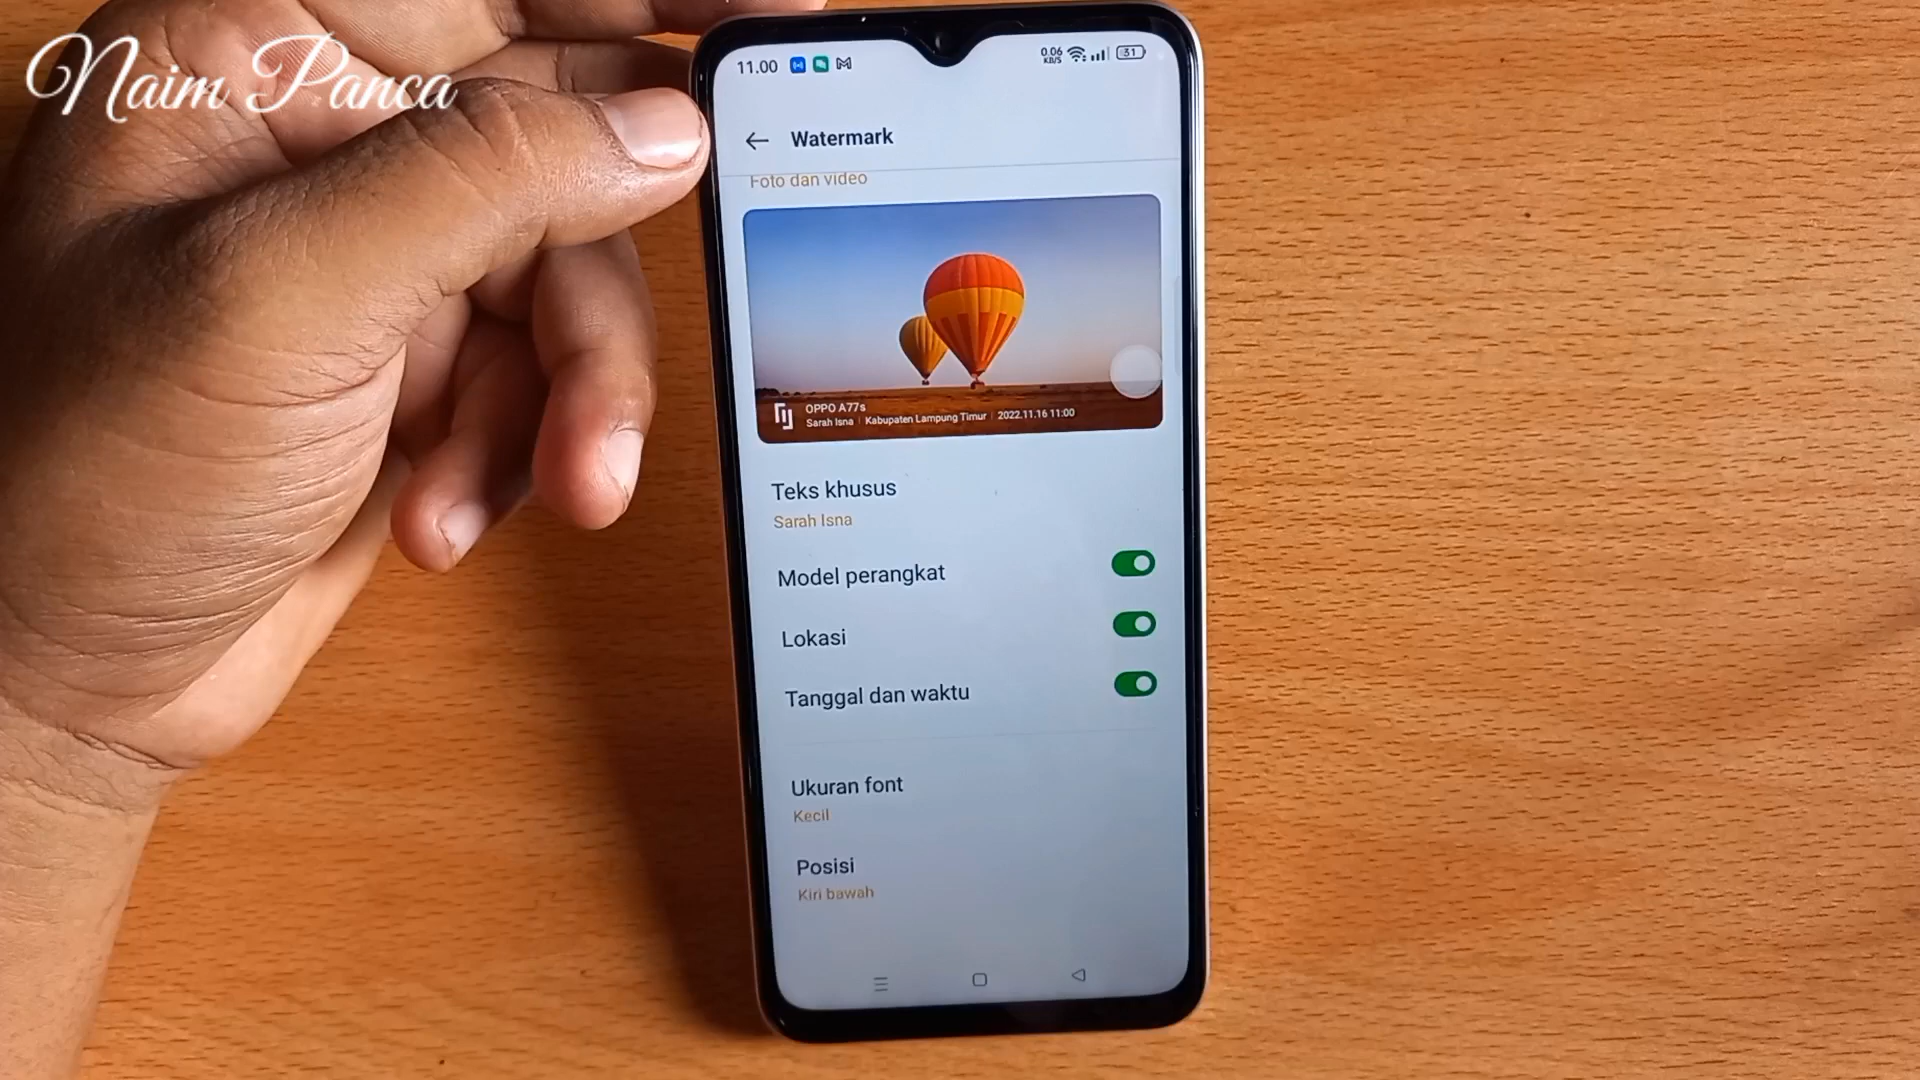 Naim Panca
11.00
0.06
KB/S
31
Watermark
Foto dan video
OPPO A77s
Sarah Isna | Kabupaten Lampung Timur | 2022.11.16 11:00
Teks khusus
Sarah Isna
Model perangkat
Lokasi
Tanggal dan waktu
Ukuran font
Kecil
Posisi
Kiri bawah